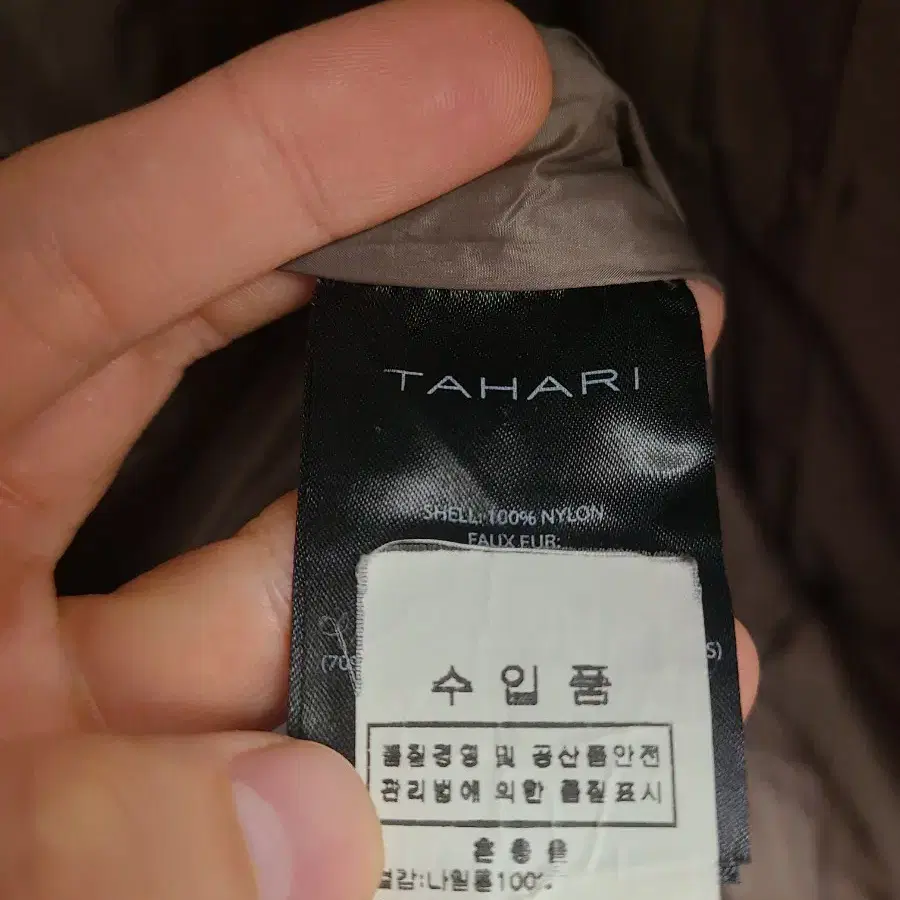 TAHARI
SHELL: 100% NYLON
FAUX FUR:
(70
S)
수입품
품질경영 및 공산품안전
관리법에 의한 품질표시
혼용율
겉감:나일론100%